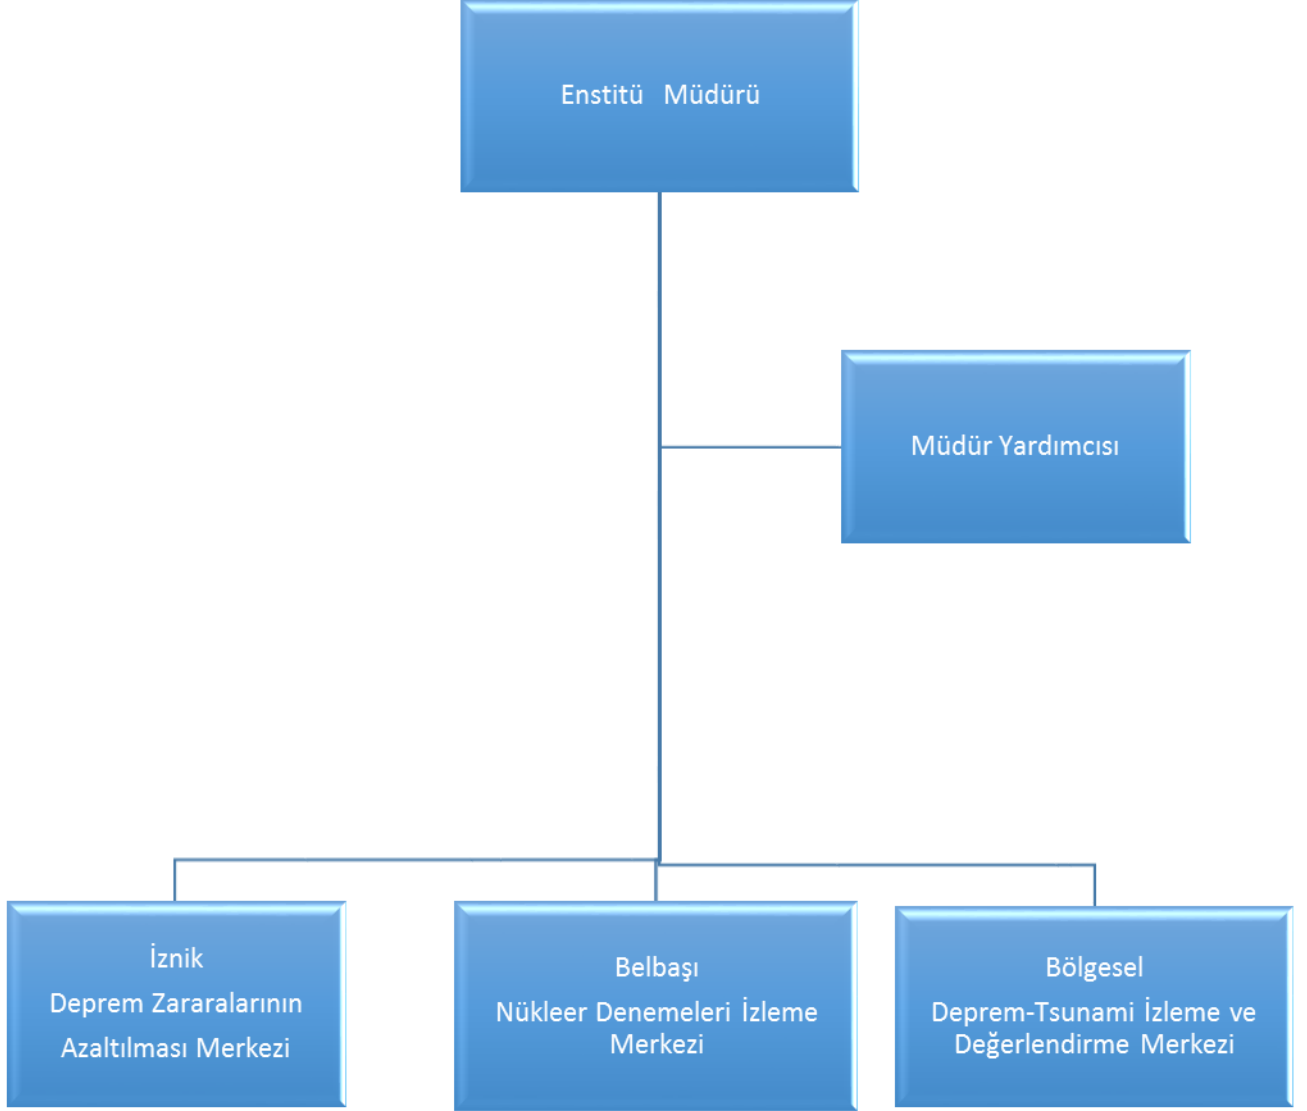 Enstitü Müdürü
Müdür Yardımcısı
İznik
Deprem Zararalarının
Azaltılması Merkezi
Belbaşı
Nükleer Denemeleri İzleme
Merkezi
Bölgesel
Deprem-Tsunami İzleme ve
Değerlendirme Merkezi